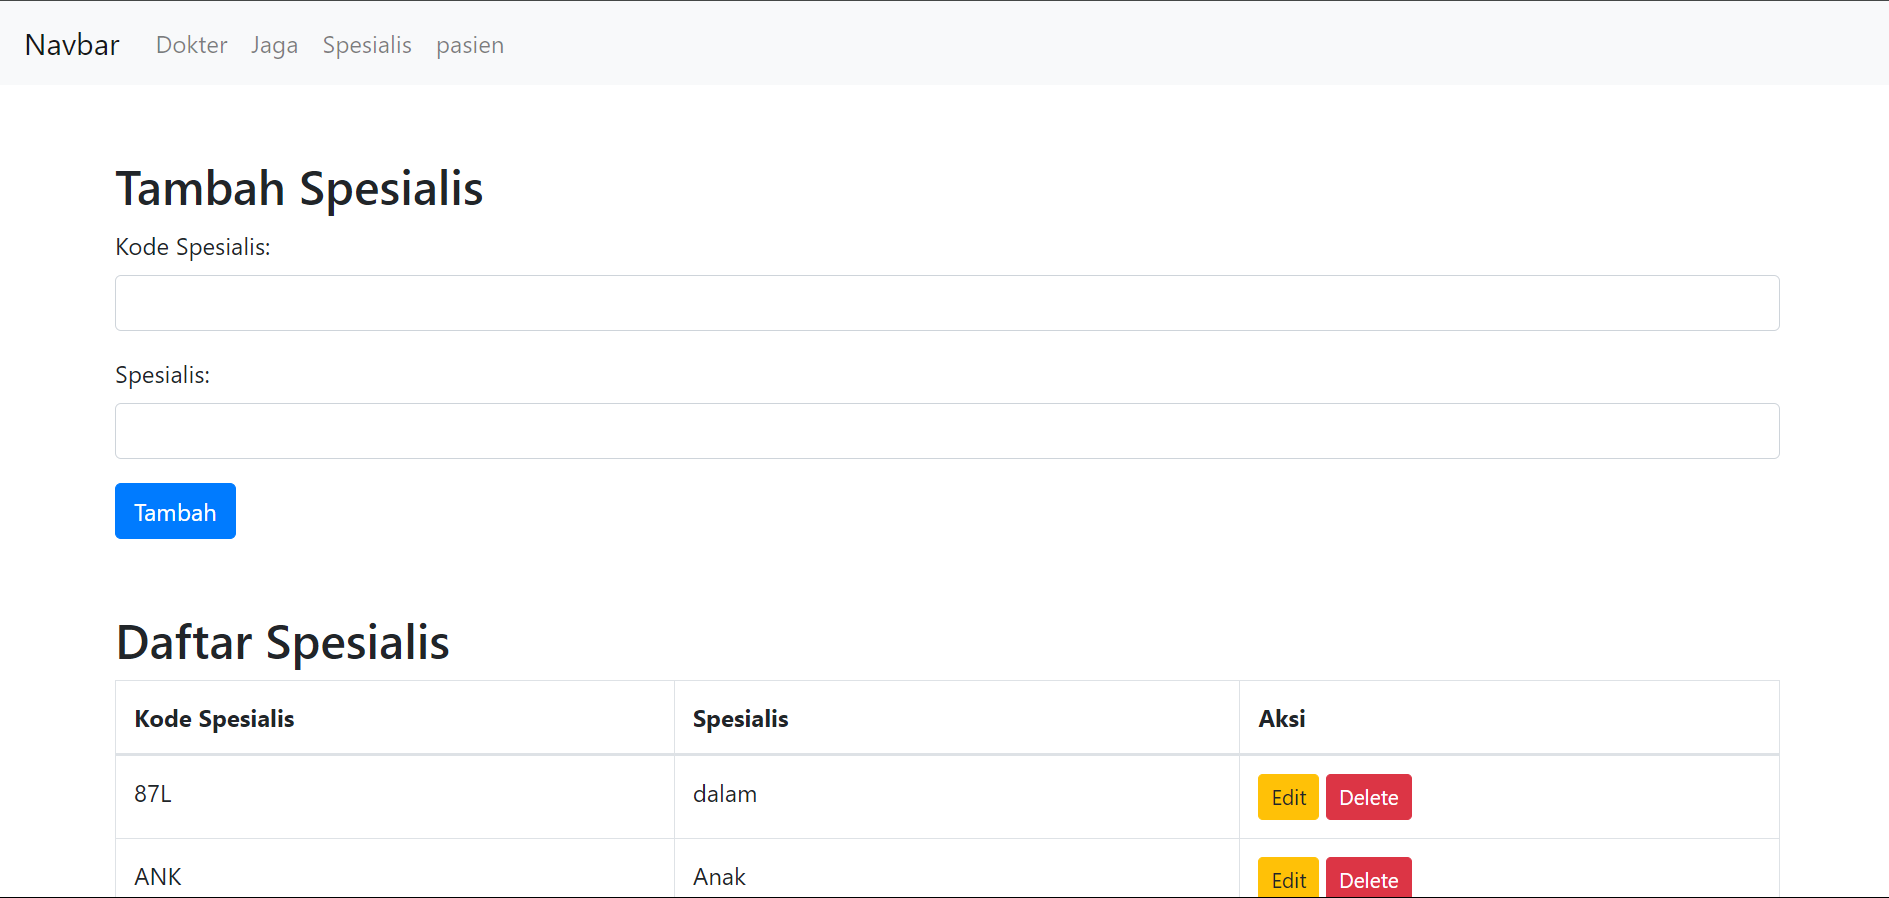 Navbar Dokter Jaga Spesialis pasien
Tambah Spesialis
Kode Spesialis:
Spesialis:
Tambah
Daftar Spesialis
Kode Spesialis Spesialis Aksi
87L dalam Edit Delete
ANK Anak Edit Delete